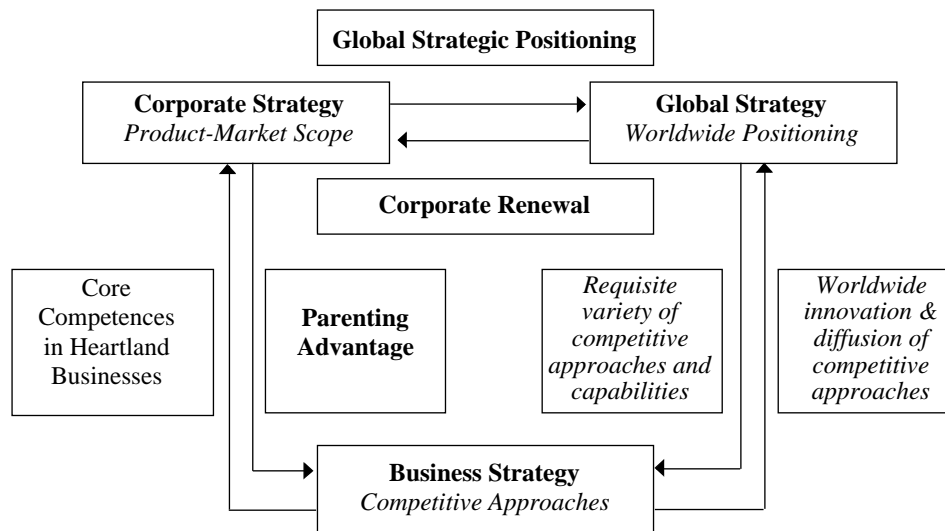 Global Strategic Positioning
Corporate Strategy
Product-Market Scope
Global Strategy
Worldwide Positioning
Corporate Renewal
Core
Competences
in Heartland
Businesses
Parenting
Advantage
Requisite
variety of
competitive
approaches and
capabilities
Worldwide
innovation &
diffusion of
competitive
approaches
Business Strategy
Competitive Approaches